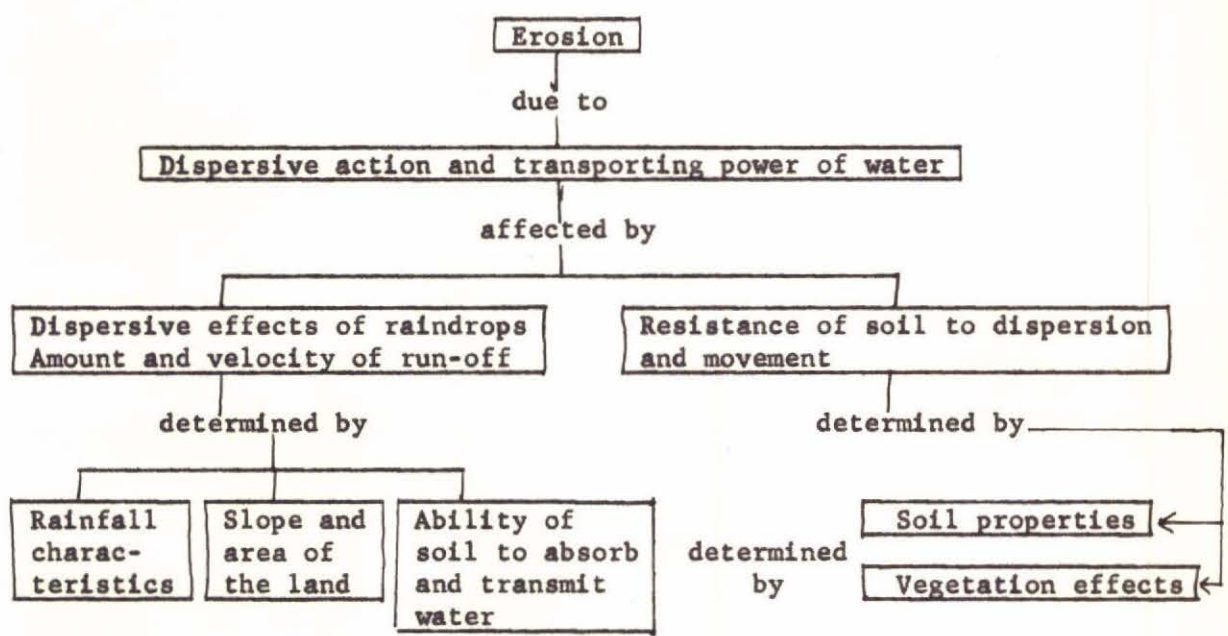 Erosion
due to
Dispersive action and transporting power of water
affected by
Dispersive effects of raindrops
Amount and velocity of run-off
Resistance of soil to dispersion
and movement
determined by
determined by
Rainfall
charac-
teristics
Slope and
area of
the land
Ability of
soil to absorb
and transmit
water
determined
by
Soil properties
Vegetation effects